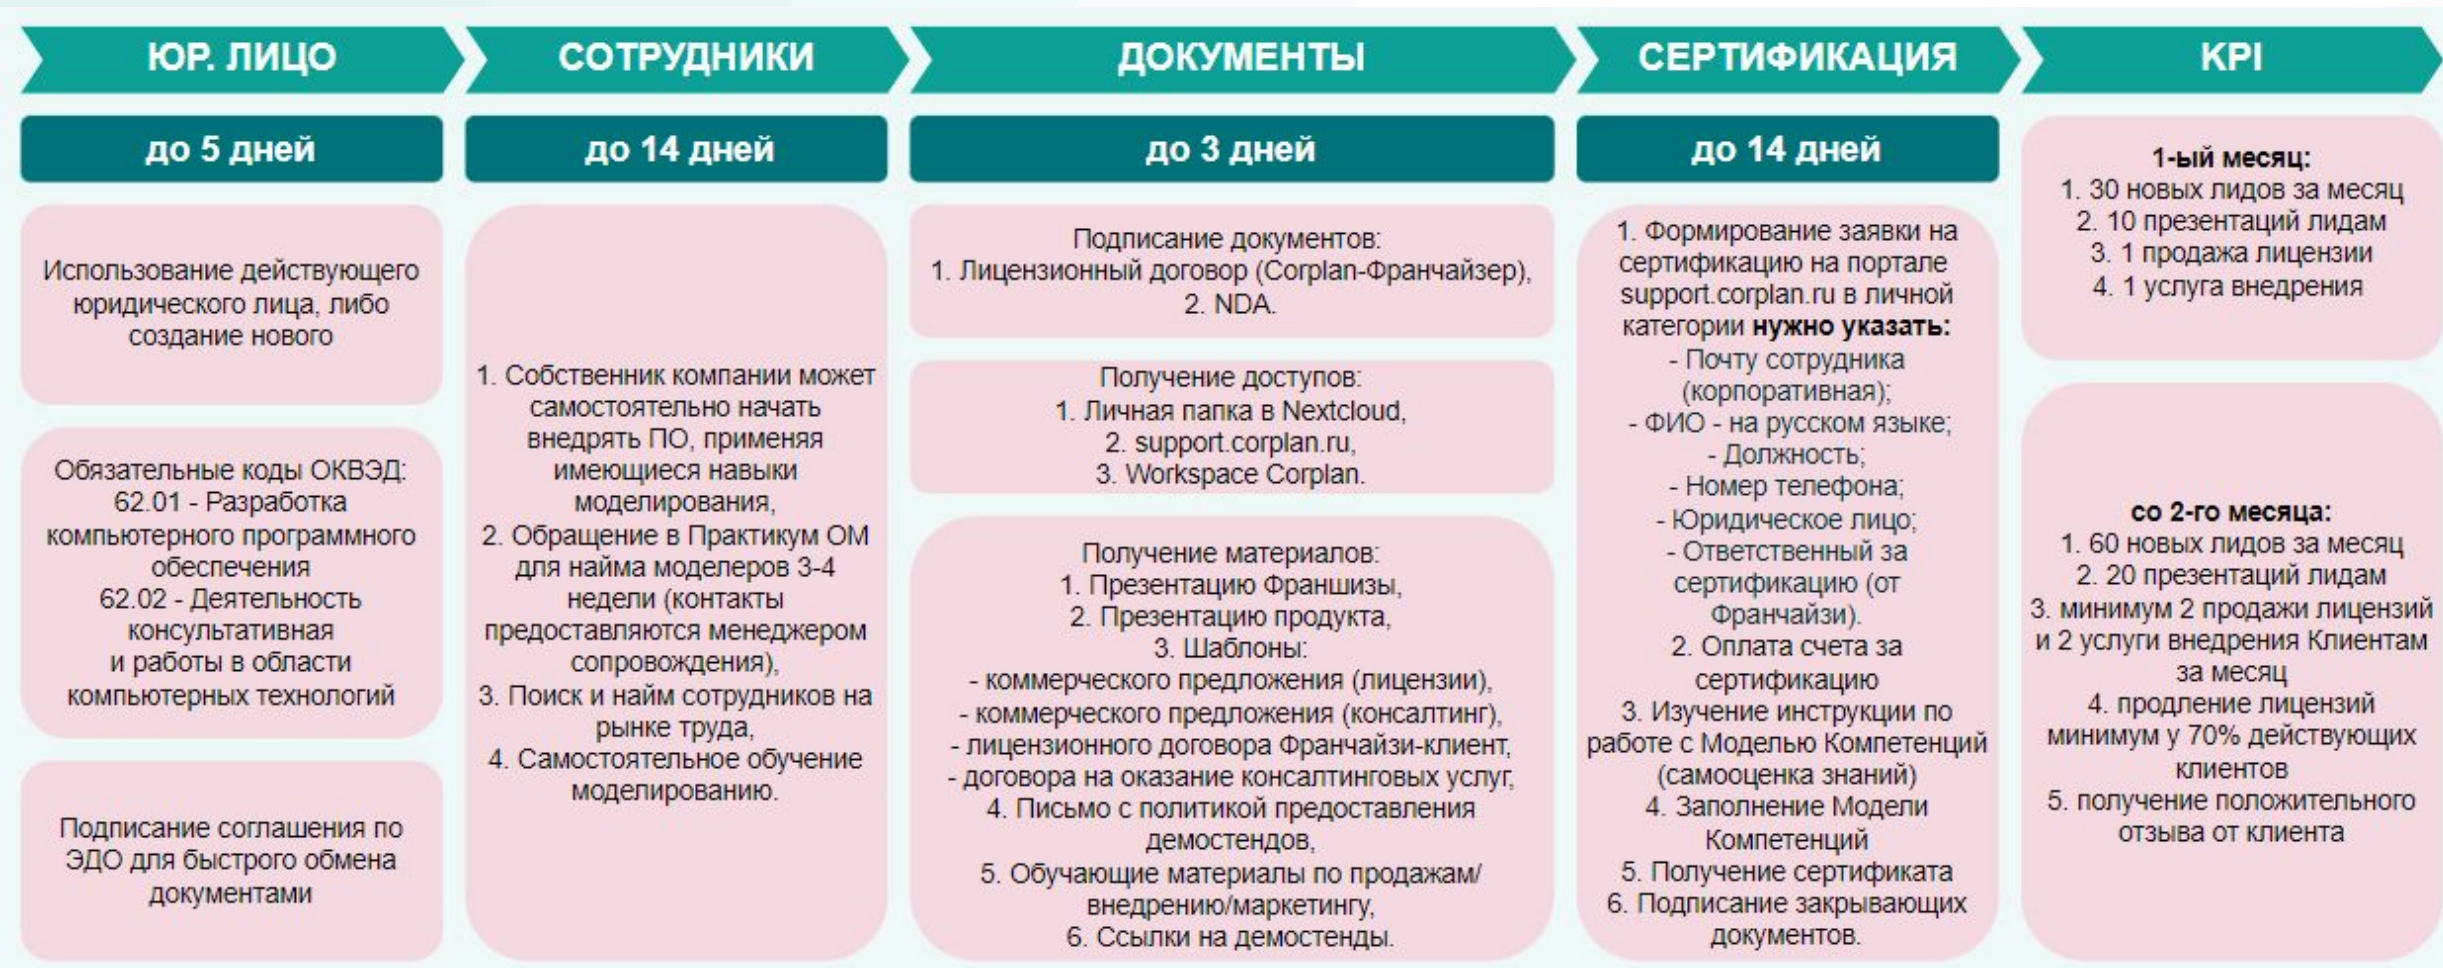 ЮР. ЛИЦО
до 5 дней
Использование действующего
юридического лица, либо
создание нового
Обязательные коды ОКВЭД:
62.01 - Разработка
компьютерного программного
обеспечения
62.02 - Деятельность
консультативная
и работы в области
компьютерных технологий
Подписание соглашения по
ЭДО для быстрого обмена
документами
СОТРУДНИКИ
до 14 дней
1. Собственник компании может
самостоятельно начать
внедрять ПО, применяя
имеющиеся навыки
моделирования,
2. Обращение в Практикум ОМ
для найма моделеров 3-4
недели (контакты
предоставляются менеджером
сопровождения),
3. Поиск и найм сотрудников на
рынке труда,
4. Самостоятельное обучение
моделированию.
ДОКУМЕНТЫ
до 3 дней
Подписание документов:
1. Лицензионный договор (Corplan-Франчайзер),
2. NDA.
Получение доступов:
1. Личная папка в Nextcloud,
2. support.corplan.ru,
3. Workspace Corplan.
Получение материалов:
1. Презентацию Франшизы,
2. Презентацию продукта,
3. Шаблоны:
- коммерческого предложения (лицензии),
- коммерческого предложения (консалтинг),
- лицензионного договора Франчайзи-клиент,
- договора на оказание консалтинговых услуг,
4. Письмо с политикой предоставления
демостендов,
5. Обучающие материалы по продажам/
внедрению/маркетингу,
6. Ссылки на демостенды.
СЕРТИФИКАЦИЯ
до 14 дней
1. Формирование заявки на
сертификацию на портале
support.corplan.ru в личной
категории нужно указать:
- Почту сотрудника
(корпоративная);
- ФИО - на русском языке;
- Должность;
- Номер телефона;
- Юридическое лицо;
- Ответственный за
сертификацию (от
Франчайзи).
2. Оплата счета за
сертификацию
3. Изучение инструкции по
работе с Моделью Компетенций
(самооценка знаний)
4. Заполнение Модели
Компетенций
5. Получение сертификата
6. Подписание закрывающих
документов.
KPI
1-ый месяц:
1. 30 новых лидов за месяц
2. 10 презентаций лидам
3. 1 продажа лицензии
4. 1 услуга внедрения
со 2-го месяца:
1. 60 новых лидов за месяц
2. 20 презентаций лидам
3. минимум 2 продажи лицензий
и 2 услуги внедрения Клиентам
за месяц
4. продление лицензий
минимум у 70% действующих
клиентов
5. получение положительного
отзыва от клиента